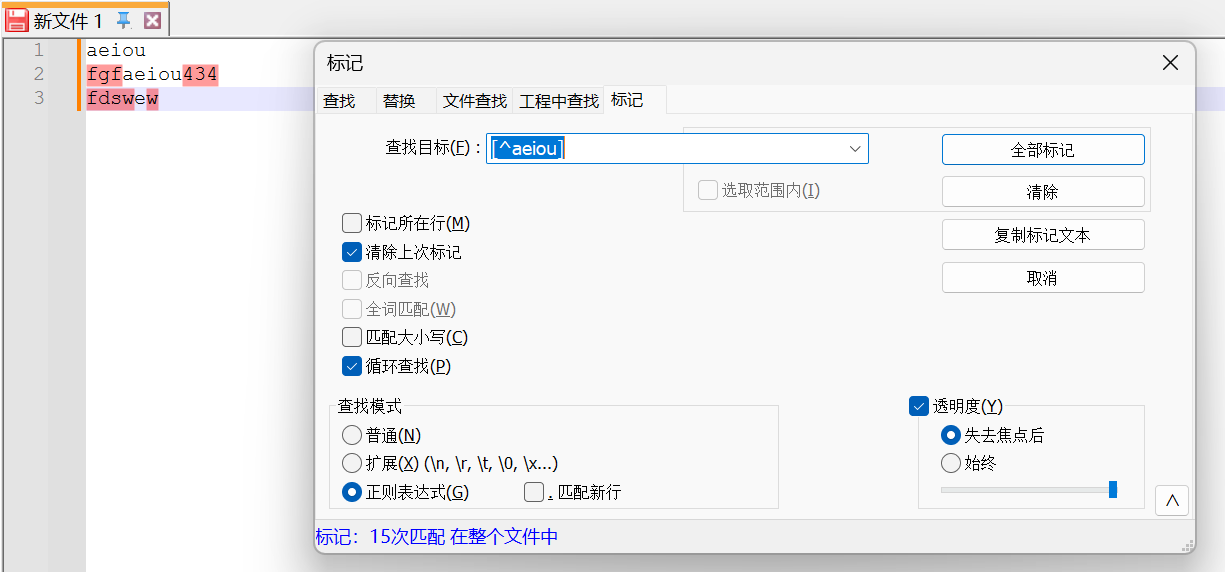 新文件 1
1 aeiou
2 fgfaeiou434
3 fdswew
标记
查找 替换 文件查找 工程中查找 标记
查找目标(F) : [^aeiou]
全部标记
选取范围内(I)
清除
标记所在行(M)
复制标记文本
清除上次标记
取消
反向查找
全词匹配(W)
匹配大小写(C)
循环查找(P)
查找模式
透明度(Y)
普通(N)
失去焦点后
扩展(X) (\n, \r, \t, \0, \x...)
始终
正则表达式(G) . 匹配新行
标记：15次匹配 在整个文件中